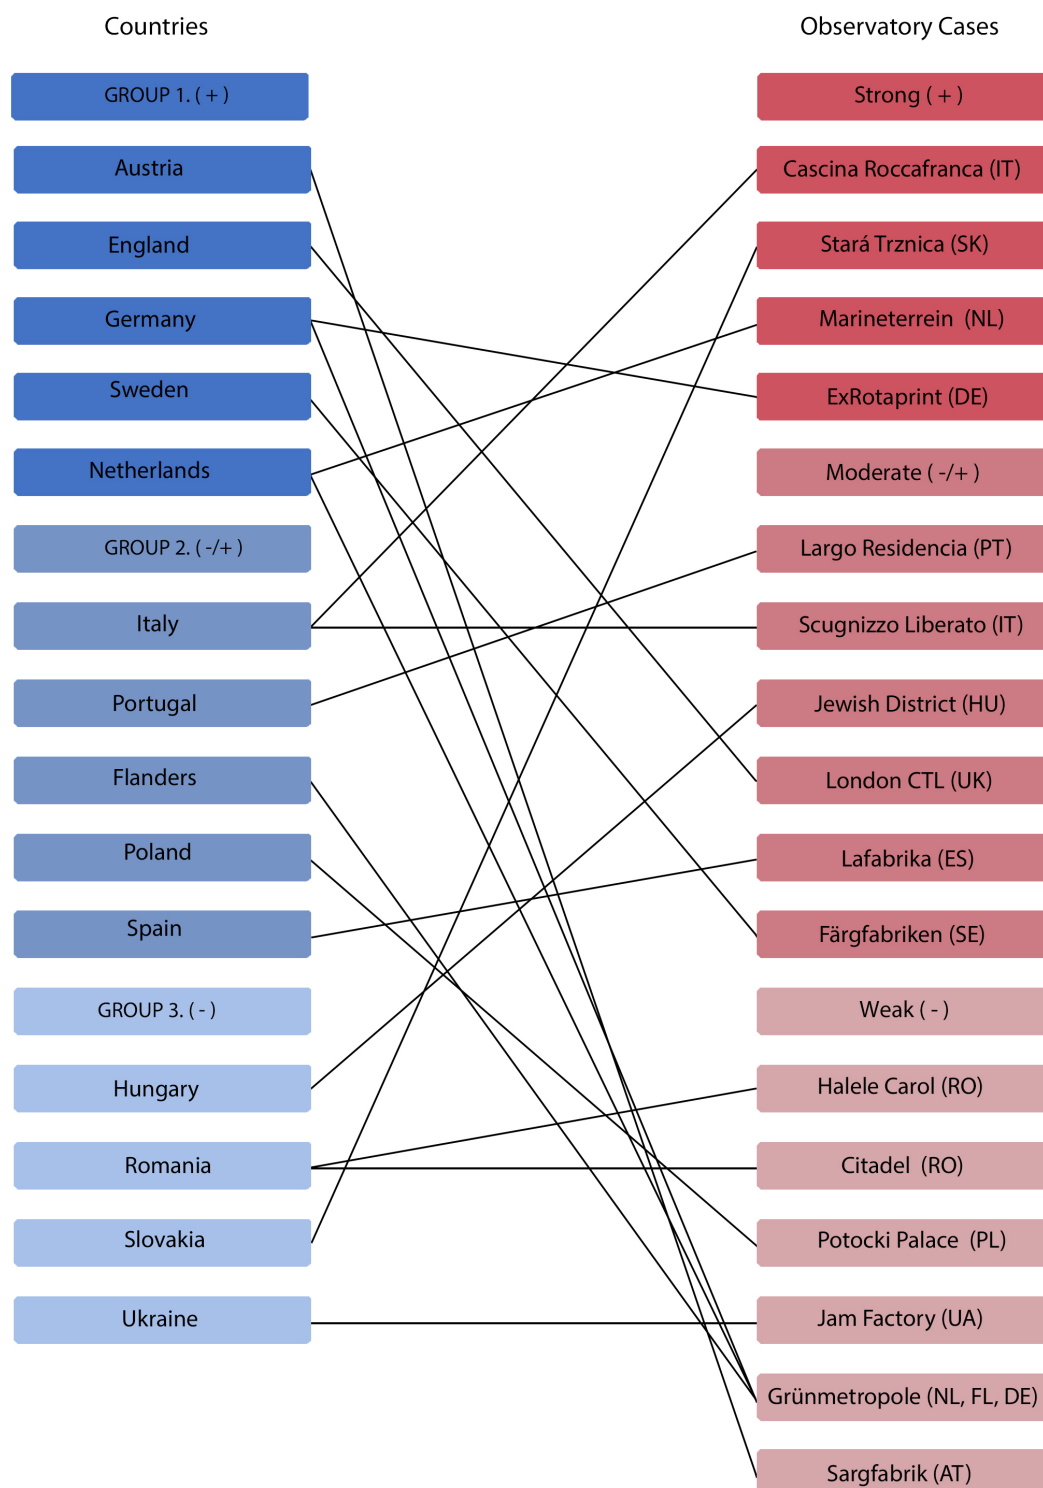 Countries
GROUP 1. ( + )
Austria
England
Germany
Sweden
Netherlands
GROUP 2. ( -/+ )
Italy
Portugal
Flanders
Poland
Spain
GROUP 3. ( - )
Hungary
Romania
Slovakia
Ukraine
Observatory Cases
Strong ( + )
Cascina Roccafranca (IT)
Stará Trznica (SK)
Marineterrein (NL)
ExRotaprint (DE)
Moderate ( -/+ )
Largo Residencia (PT)
Scugnizzo Liberato (IT)
Jewish District (HU)
London CTL (UK)
Lafabrika (ES)
Färgfabriken (SE)
Weak ( - )
Halele Carol (RO)
Citadel (RO)
Potocki Palace (PL)
Jam Factory (UA)
Grünmetropole (NL, FL, DE)
Sargfabrik (AT)